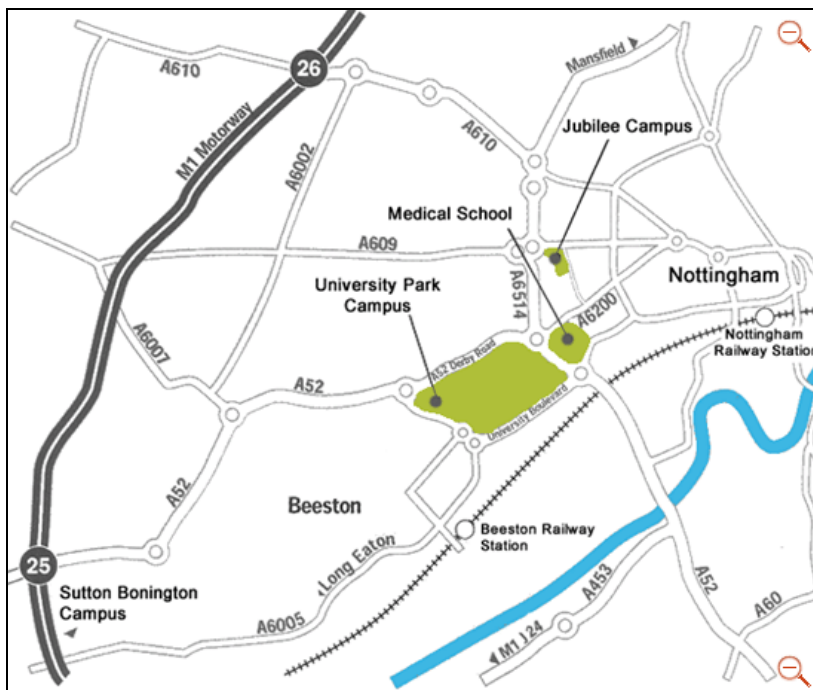 26
A610
Mansfield
M1 Motorway
A6002
A610
Jubilee Campus
Medical School
A609
University Park
Campus
A6514
A6200
Nottingham
Nottingham
Railway Station
A6007
A52 Derby Road
A52
University Boulevard
A52
Beeston
Beeston Railway
Station
Long Eaton
25
Sutton Bonington
Campus
A6005
A453
M1 J 24
A52
A60